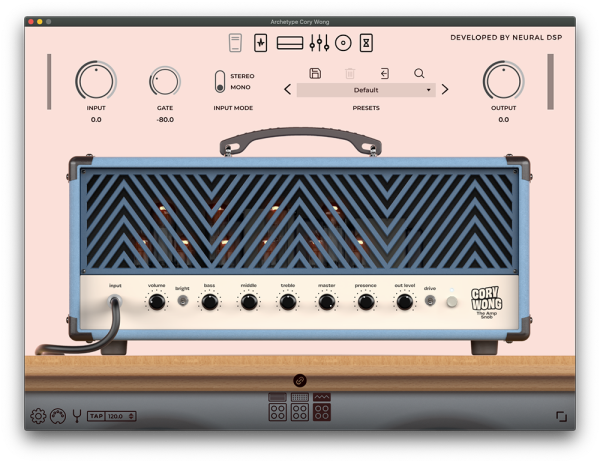 Archetype Cory Wong
DEVELOPED BY NEURAL DSP
STEREO
MONO
Default
INPUT
GATE
INPUT MODE
PRESETS
OUTPUT
0.0
-80.0
0.0
input
volume
bright
bass
middle
treble
master
presence
out level
drive
CORY
WONG
The Amp
Snob
TAP
120.0